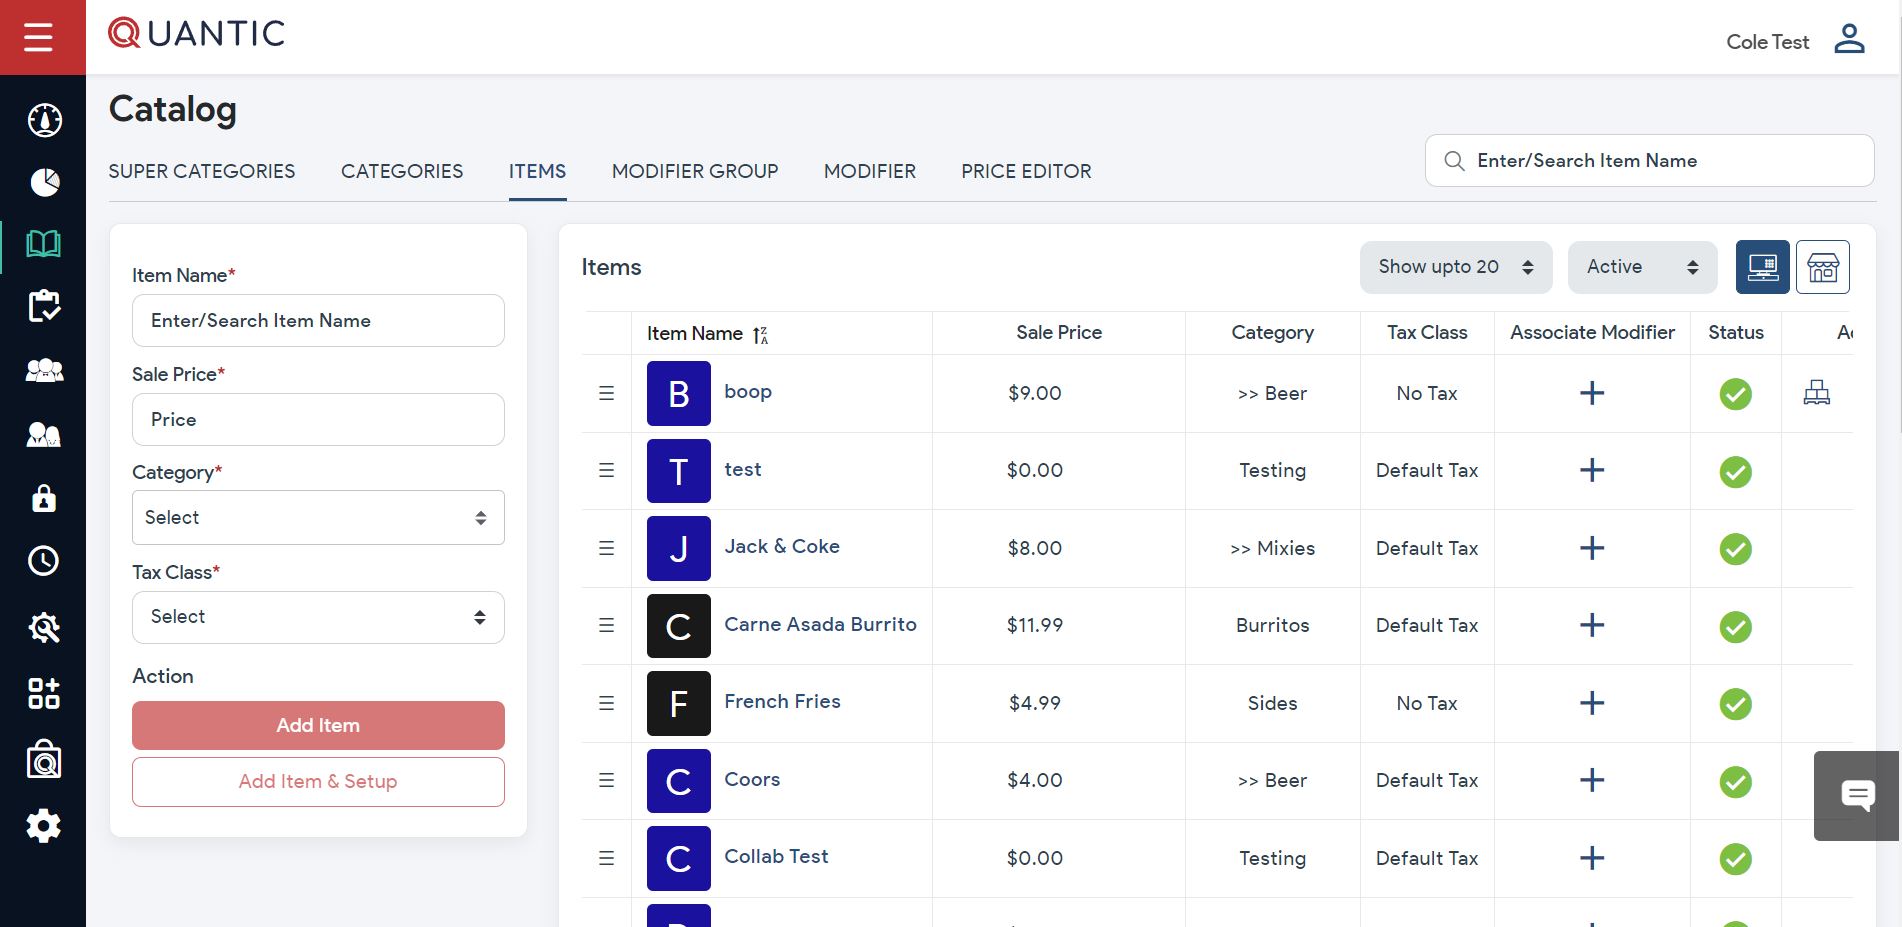 QUANTIC
Cole Test
Catalog
SUPER CATEGORIES CATEGORIES ITEMS MODIFIER GROUP MODIFIER PRICE EDITOR
Enter/Search Item Name
Item Name*
Enter/Search Item Name
Sale Price*
Price
Category*
Select
Tax Class*
Select
Action
Add Item
Add Item & Setup
Items
Show upto 20
Active
Item Name Sale Price Category Tax Class Associate Modifier Status
B boop $9.00 >> Beer No Tax
T test $0.00 Testing Default Tax
J Jack & Coke $8.00 >> Mixies Default Tax
C Carne Asada Burrito $11.99 Burritos Default Tax
F French Fries $4.99 Sides No Tax
C Coors $4.00 >> Beer Default Tax
C Collab Test $0.00 Testing Default Tax